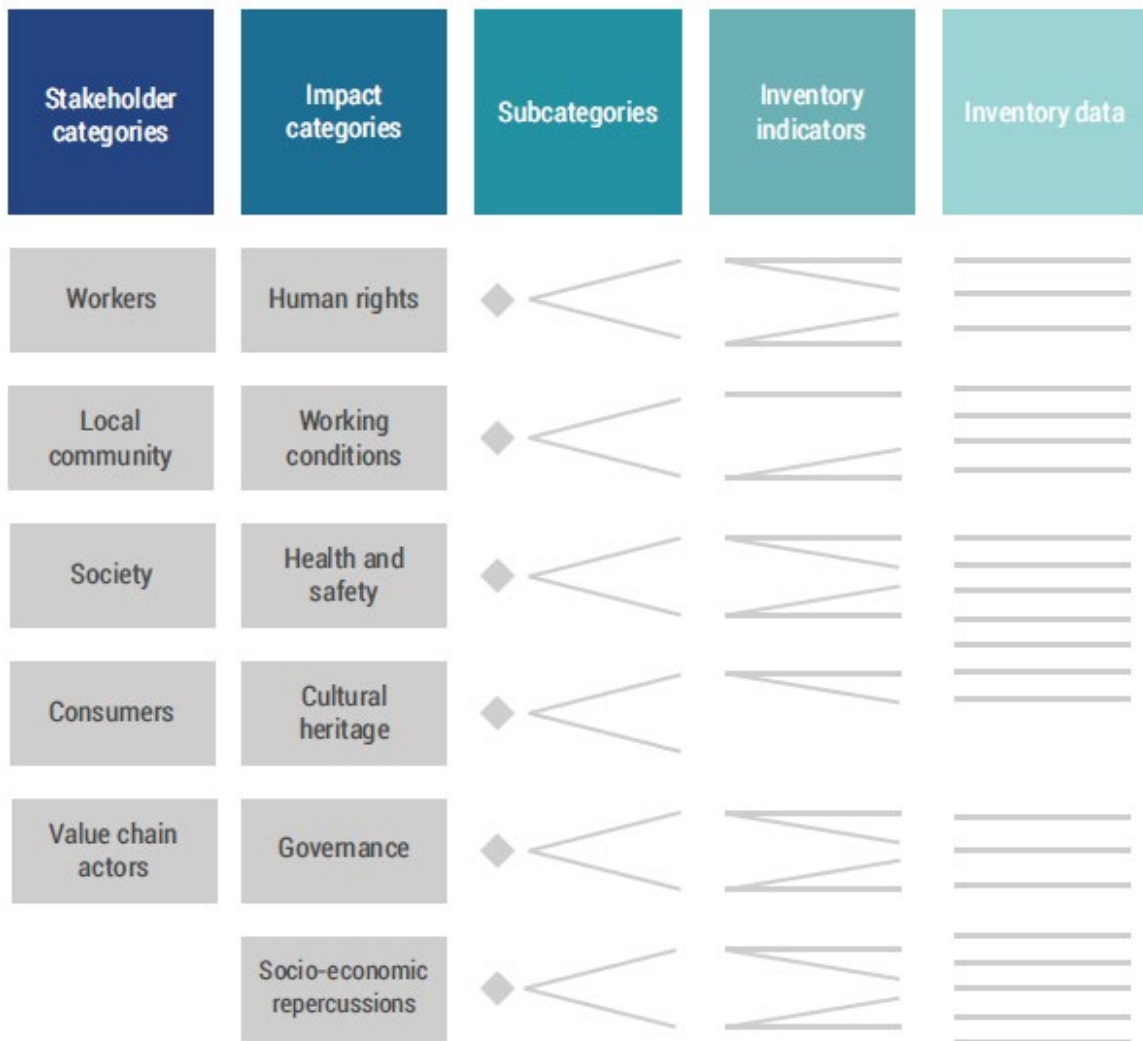 Stakeholder
categories
Impact
categories
Subcategories
Inventory
indicators
Inventory data
Workers
Human rights
Local
community
Working
conditions
Society
Health and
safety
Consumers
Cultural
heritage
Value chain
actors
Governance
Socio-economic
repercussions